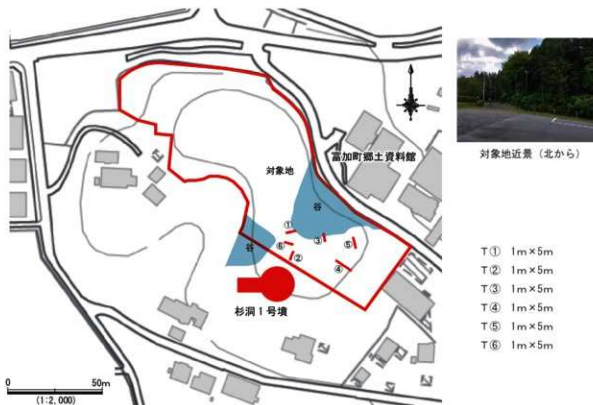 対象地
富加町郷土資料館
谷
谷
①
②
③
④
⑤
⑥
杉洞1号墳
0 50m
(1:2,000)
対象地近景(北から)
T① 1m×5m
T② 1m×5m
T③ 1m×5m
T④ 1m×5m
T⑤ 1m×5m
T⑥ 1m×5m